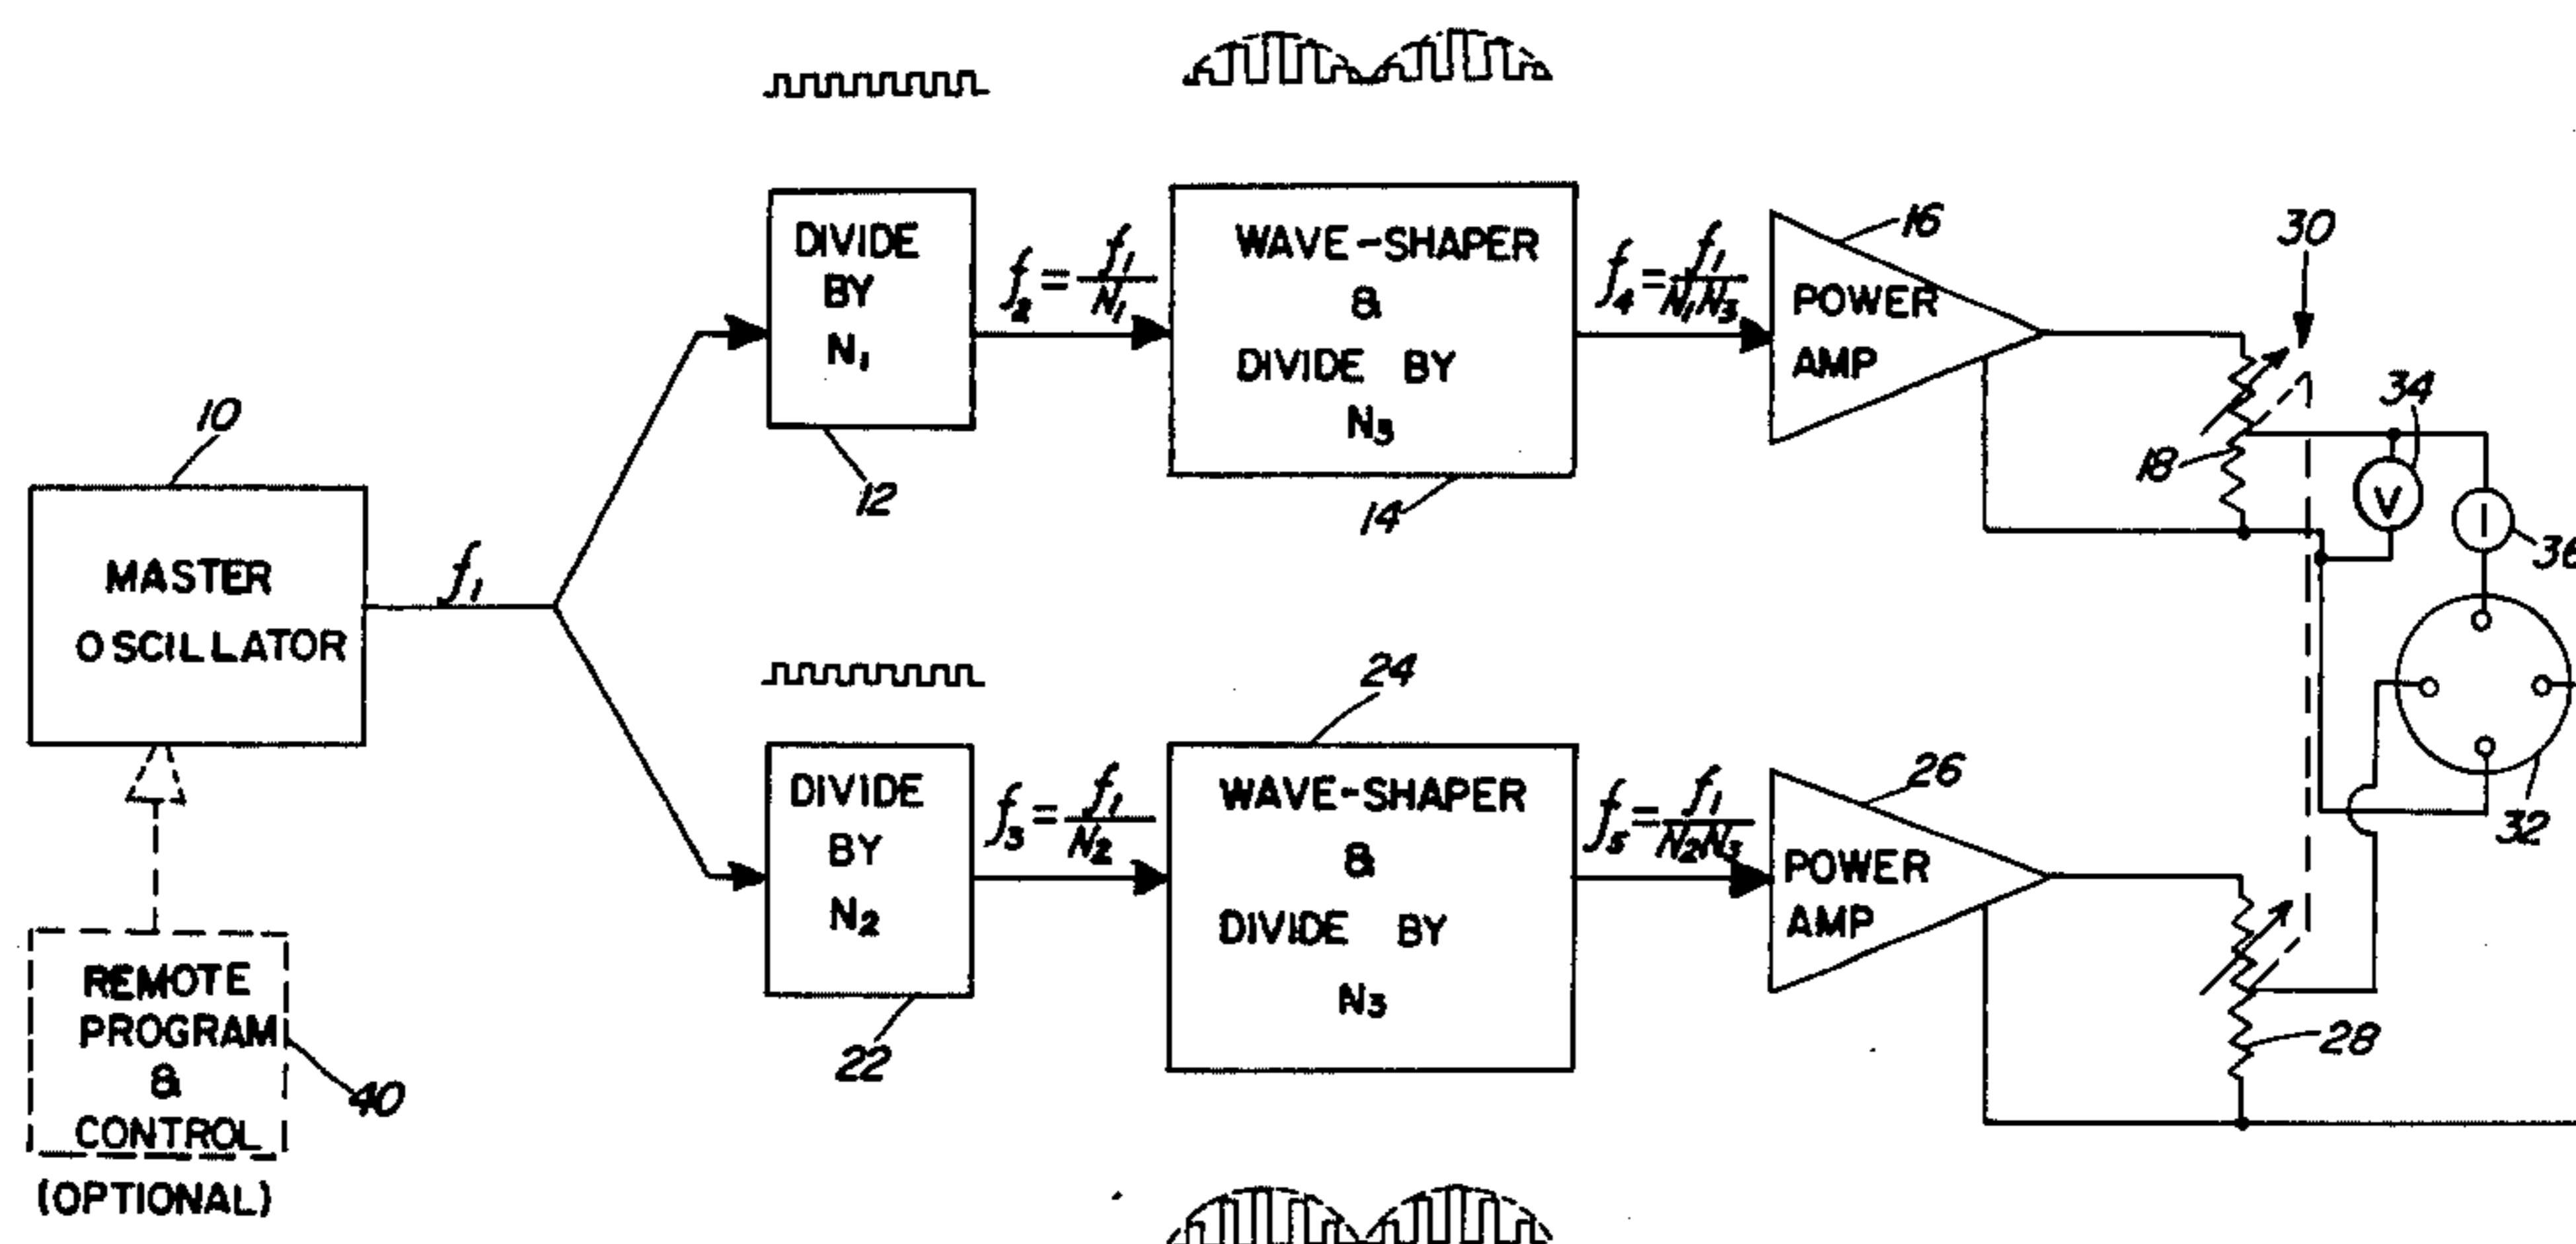 30
DIVIDE
BY
N₁
f₂ = f₁/N₁
WAVE-SHAPER
&
DIVIDE BY
N₃
f₄ = f₁/N₁N₃
16
POWER
AMP
18
34
V
I
36
10
12
14
MASTER
OSCILLATOR
f₁
24
DIVIDE
BY
N₂
f₃ = f₁/N₂
WAVE-SHAPER
&
DIVIDE BY
N₃
f₅ = f₁/N₂N₃
26
POWER
AMP
32
28
22
REMOTE
PROGRAM
&
CONTROL
40
(OPTIONAL)